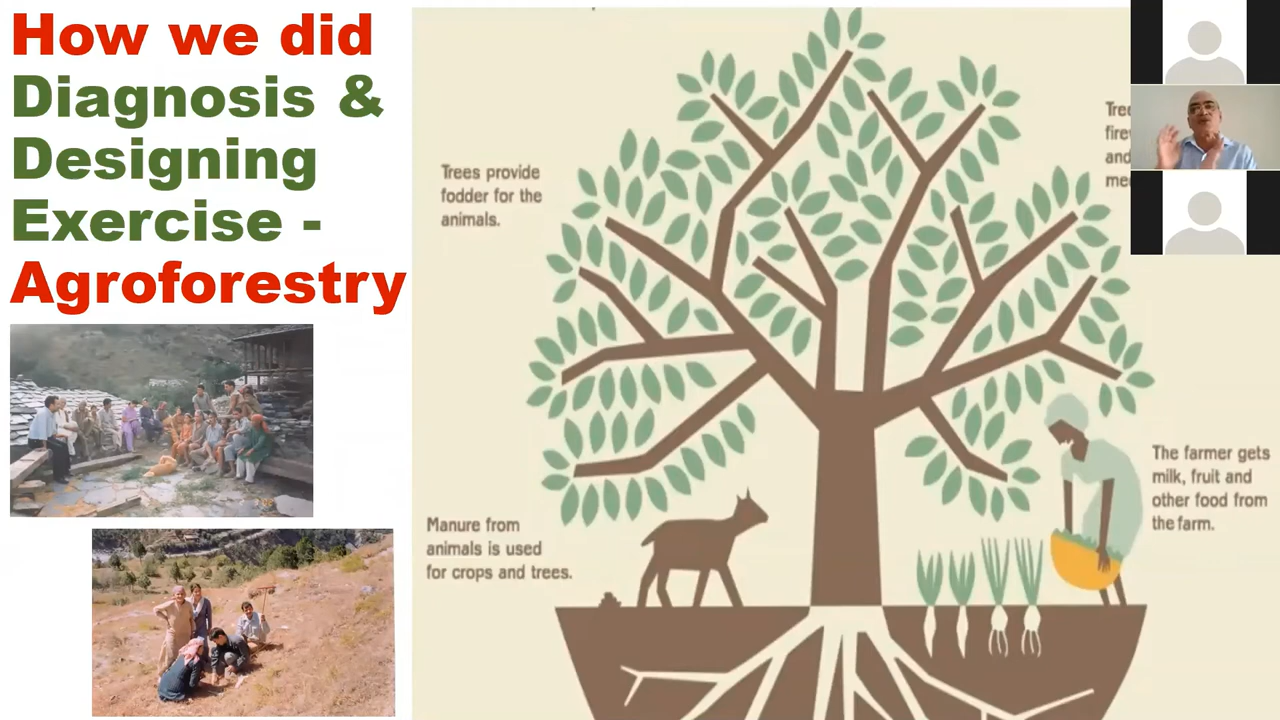 How we did
Diagnosis &
Designing
Exercise -
Agroforestry
Trees provide
fodder for the
animals.
and
Manure from
animals is used
for crops and trees.
The farmer gets
milk, fruit and
other food from
the farm.